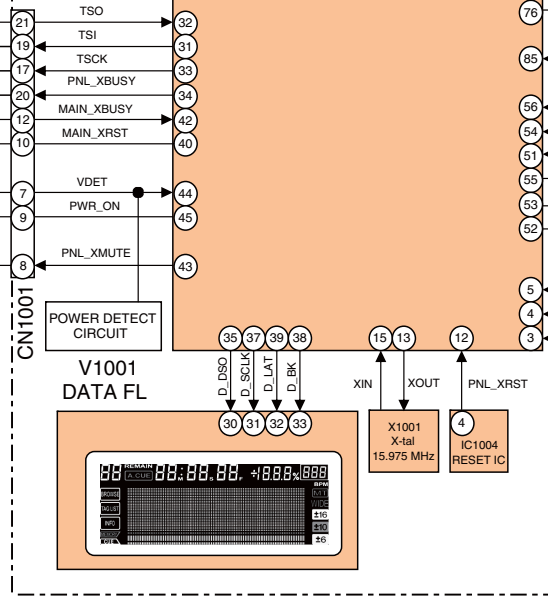 TSO
21
32
76
TSI
19
31
TSCK
17
33
85
PNL_XBUSY
20
34
MAIN_XBUSY
12
42
56
MAIN_XRST
10
40
54
51
VDET
7
44
55
PWR_ON
9
45
53
52
PNL_XMUTE
8
43
5
4
3
CN1001
POWER DETECT
CIRCUIT
35 37 39 38
15 13
12
D_DSO
D_SCLK
D_LAT
D_BK
XIN
XOUT
PNL_XRST
V1001
DATA FL
30 31 32 33
X1001
X-tal
15.975 MHz
4
IC1004
RESET IC
REMAIN
A.CUE
M
S
F
BPM
BROWSE
TAG LIST
INFO
CUE
MT
WIDE
±16
±10
±6